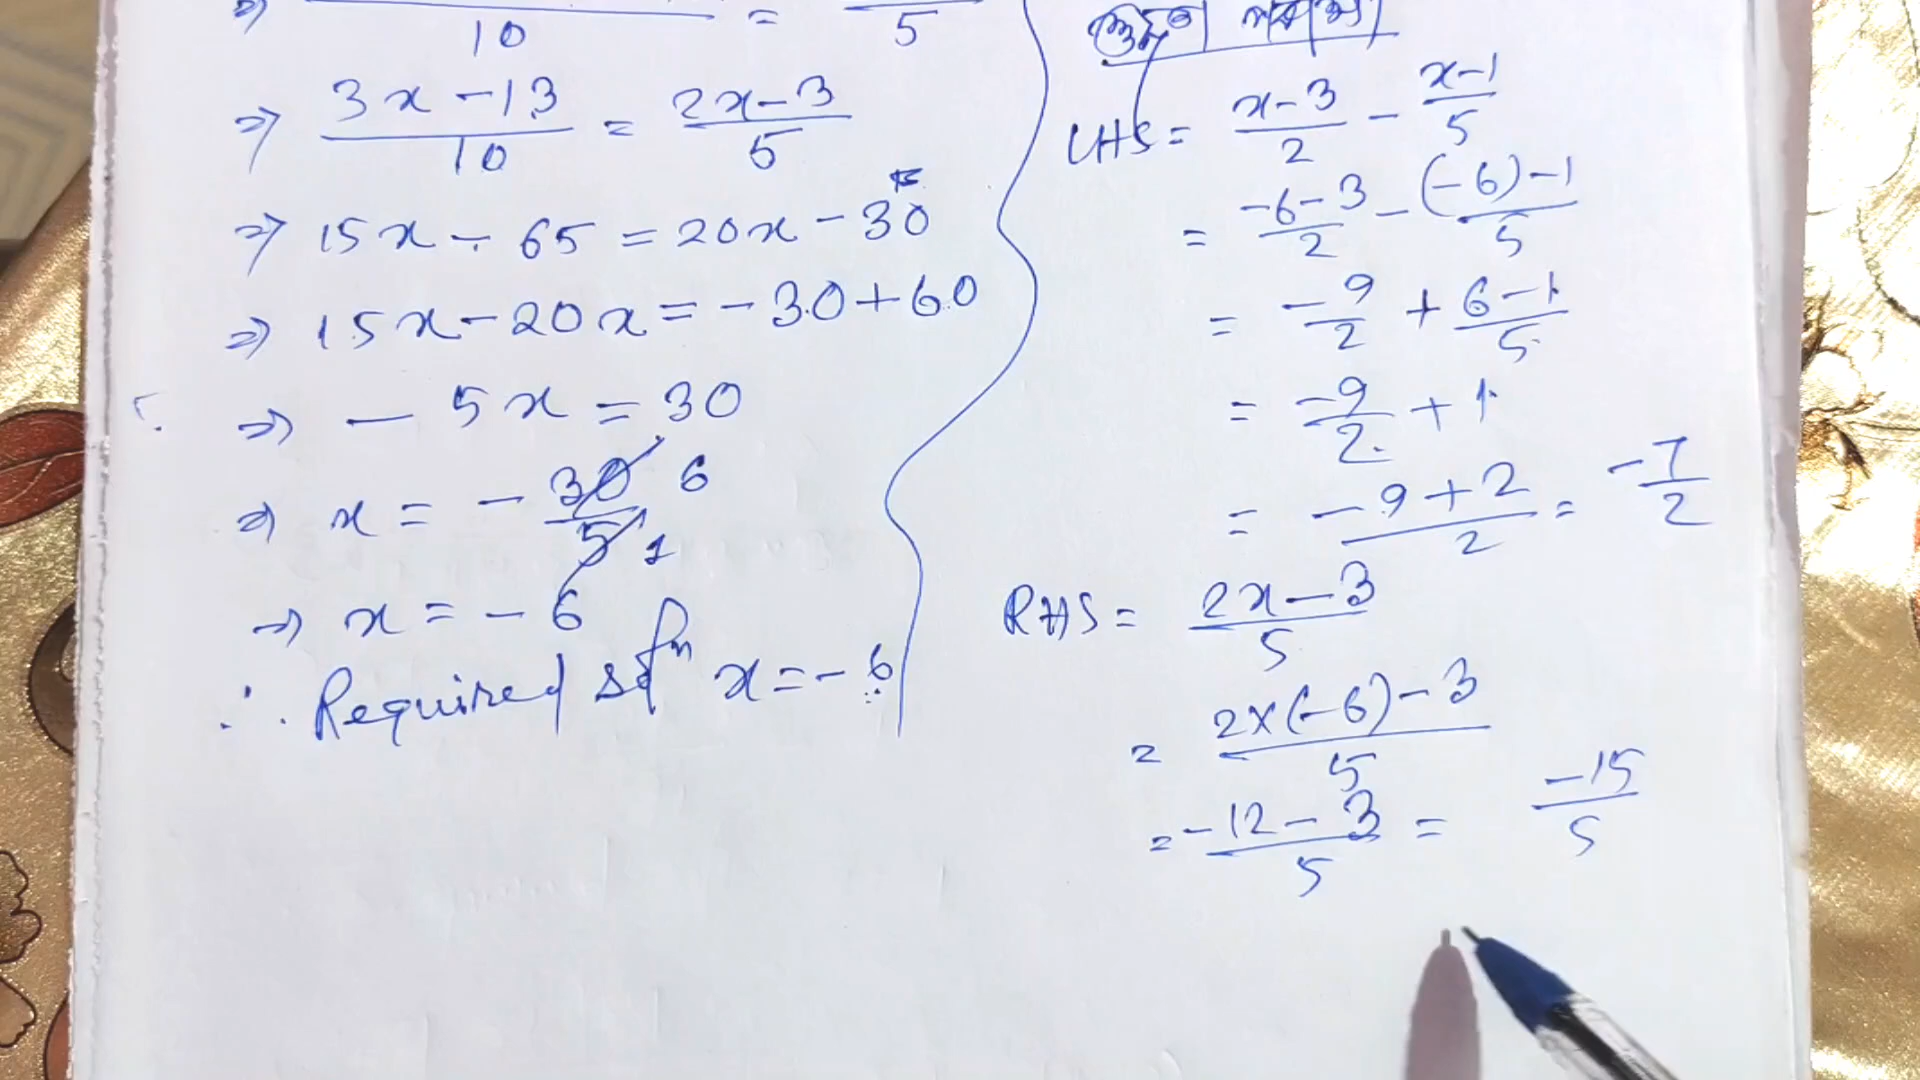 ⇒ ―/10 = ―/5
⇒ (3x - 13)/10 = (2x - 3)/5
⇒ 15x - 65 = 20x - 30
⇒ 15x - 20x = -30 + 60
⇒ - 5x = 30
⇒ x = - 30/5 6 1
⇒ x = - 6
∴ Required solⁿ x = - 6
LHS = (x - 3)/2 - (x - 1)/5
= (-6 - 3)/2 - ((-6) - 1)/5
= -9/2 + (6 - 1)/5
= -9/2 + 1
= (-9 + 2)/2 = -7/2
RHS = (2x - 3)/5
= (2×(-6) - 3)/5
= (-12 - 3)/5 = -15/5